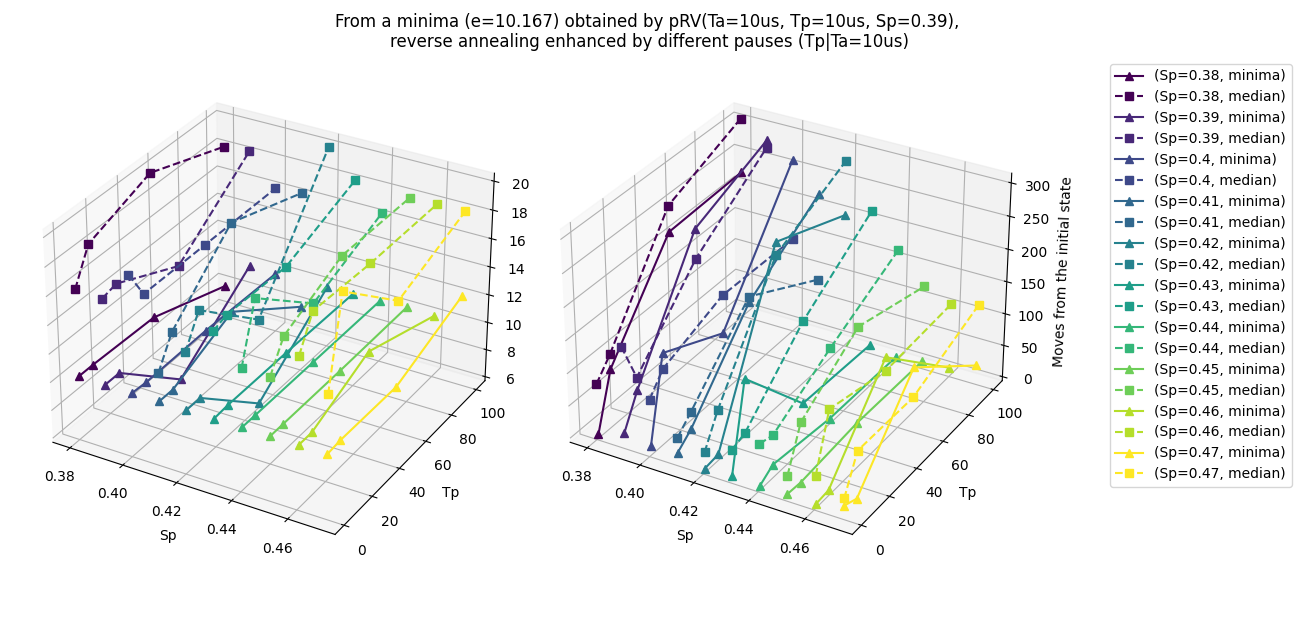 From a minima (e=10.167) obtained by pRV(Ta=10us, Tp=10us, Sp=0.39),
reverse annealing enhanced by different pauses (Tp|Ta=10us)
20
18
16
14
12
10
8
6
100
80
60
40
20
0
Tp
0.38
0.40
0.42
0.44
0.46
Sp
Moves from the initial state
300
250
200
150
100
50
0
100
80
60
40
20
0
Tp
0.38
0.40
0.42
0.44
0.46
Sp
(Sp=0.38, minima)
(Sp=0.38, median)
(Sp=0.39, minima)
(Sp=0.39, median)
(Sp=0.4, minima)
(Sp=0.4, median)
(Sp=0.41, minima)
(Sp=0.41, median)
(Sp=0.42, minima)
(Sp=0.42, median)
(Sp=0.43, minima)
(Sp=0.43, median)
(Sp=0.44, minima)
(Sp=0.44, median)
(Sp=0.45, minima)
(Sp=0.45, median)
(Sp=0.46, minima)
(Sp=0.46, median)
(Sp=0.47, minima)
(Sp=0.47, median)